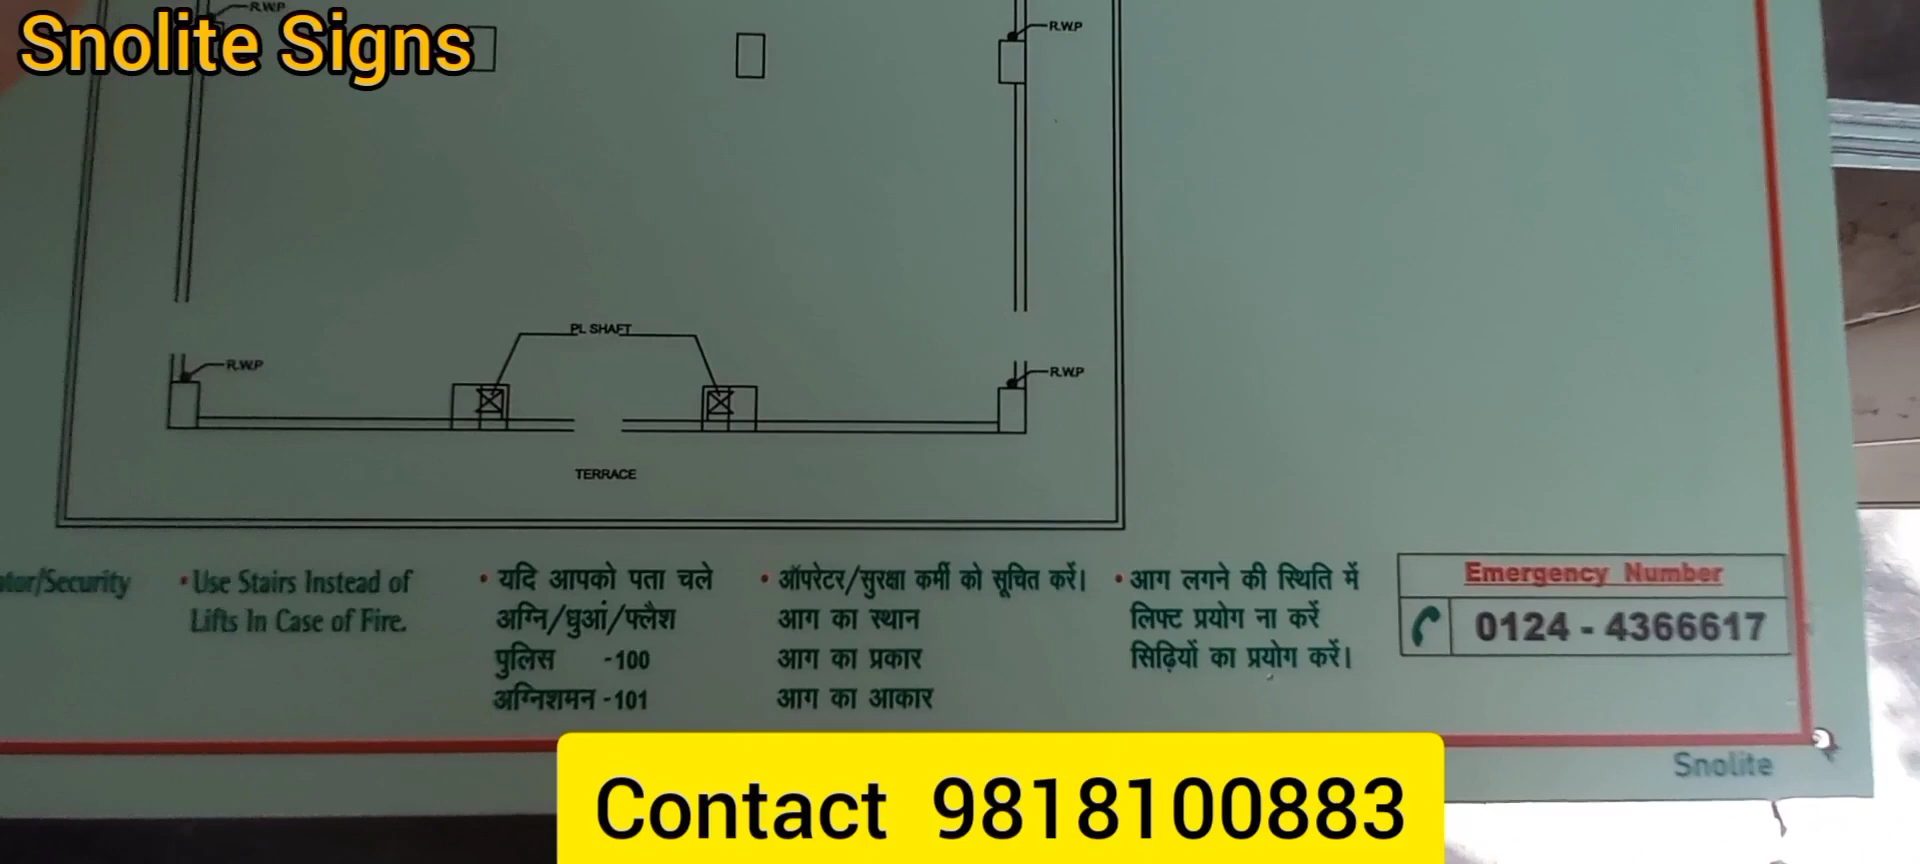 Snolite Signs
R.W.P
R.W.P
PL SHAFT
R.W.P
R.W.P
TERRACE
/Security
• Use Stairs Instead of
Lifts In Case of Fire.
• यदि आपको पता चले
अग्नि/धुआं/फ्लैश
पुलिस -100
अग्निशमन -101
• ऑपरेटर/सुरक्षा कर्मी को सूचित करें।
आग का स्थान
आग का प्रकार
आग का आकार
• आग लगने की स्थिति में
लिफ्ट प्रयोग ना करें
सिढ़ियों का प्रयोग करें।
Emergency Number
0124 - 4366617
Snolite
Contact 9818100883